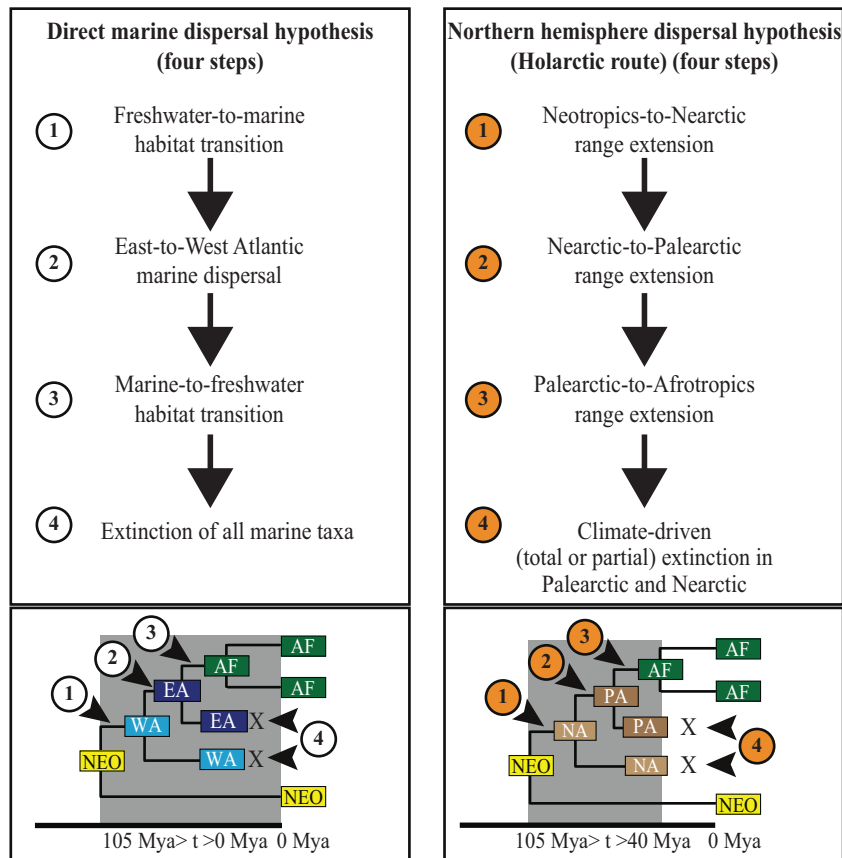 Direct marine dispersal hypothesis
(four steps)
1
Freshwater-to-marine
habitat transition
2
East-to-West Atlantic
marine dispersal
3
Marine-to-freshwater
habitat transition
4
Extinction of all marine taxa
Northern hemisphere dispersal hypothesis
(Holarctic route) (four steps)
1
Neotropics-to-Nearctic
range extension
2
Nearctic-to-Palearctic
range extension
3
Palearctic-to-Afrotropics
range extension
4
Climate-driven
(total or partial) extinction in
Palearctic and Nearctic
3
AF
2
AF
EA
AF
1
WA
EA X
4
NEO
WA X
NEO
105 Mya> t >0 Mya 0 Mya
3
AF
2
AF
PA
AF
1
NA
PA X
4
NEO
NA X
NEO
105 Mya> t >40 Mya 0 Mya